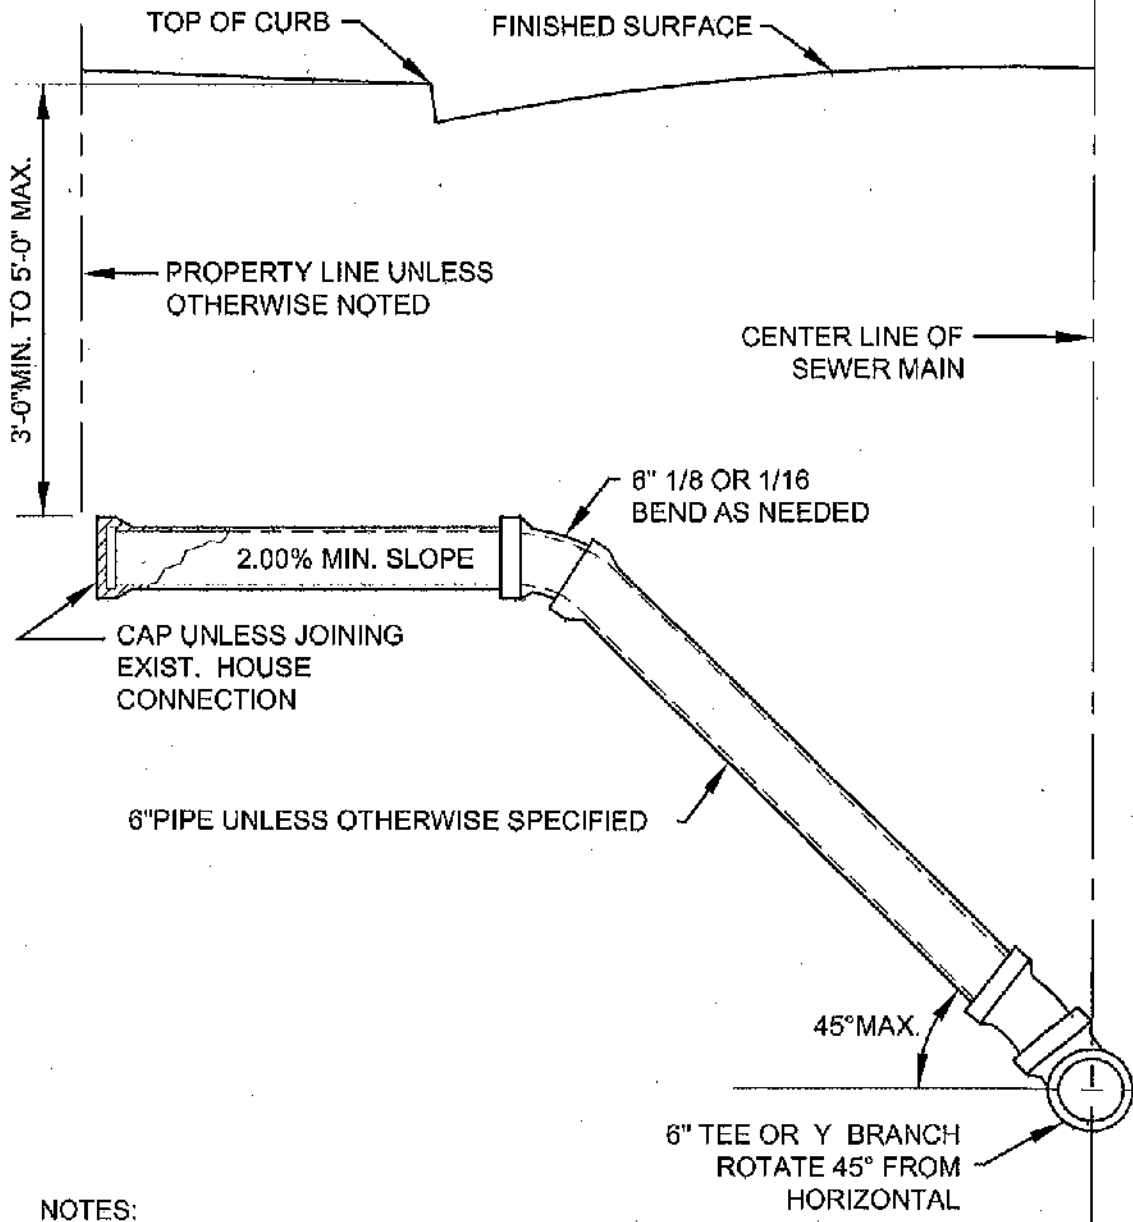 TOP OF CURB
FINISHED SURFACE
3'-0"MIN. TO 5'-0" MAX.
PROPERTY LINE UNLESS
OTHERWISE NOTED
CENTER LINE OF
SEWER MAIN
6" 1/8 OR 1/16
BEND AS NEEDED
2.00% MIN. SLOPE
CAP UNLESS JOINING
EXIST. HOUSE
CONNECTION
6"PIPE UNLESS OTHERWISE SPECIFIED
45°MAX.
6" TEE OR Y BRANCH
ROTATE 45° FROM
HORIZONTAL
NOTES: